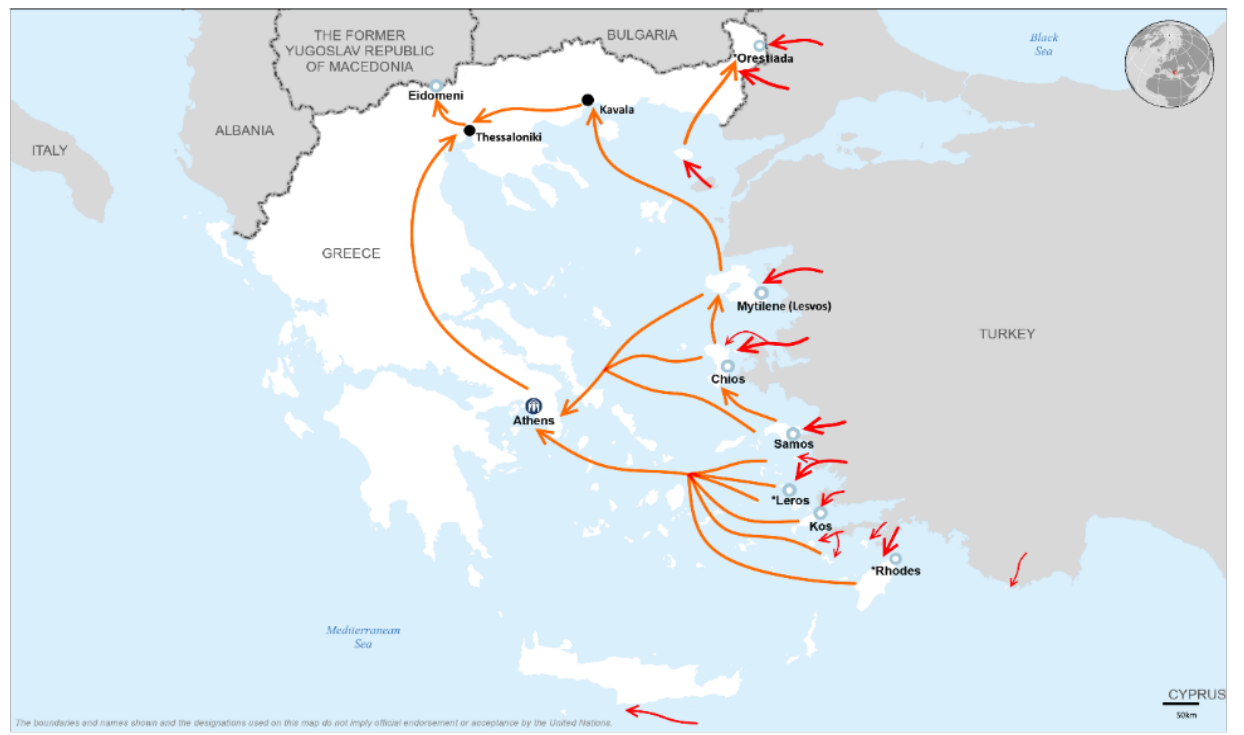 THE FORMER
YUGOSLAV REPUBLIC
OF MACEDONIA
BULGARIA
Black
Sea
*Orestiada
Eidomeni
Kavala
ALBANIA
Thessaloniki
ITALY
GREECE
Mytilene (Lesvos)
TURKEY
Chios
Athens
Samos
*Leros
Kos
*Rhodes
Mediterranean
Sea
CYPRUS
50km
The boundaries and names shown and the designations used on this map do not imply official endorsement or acceptance by the United Nations.